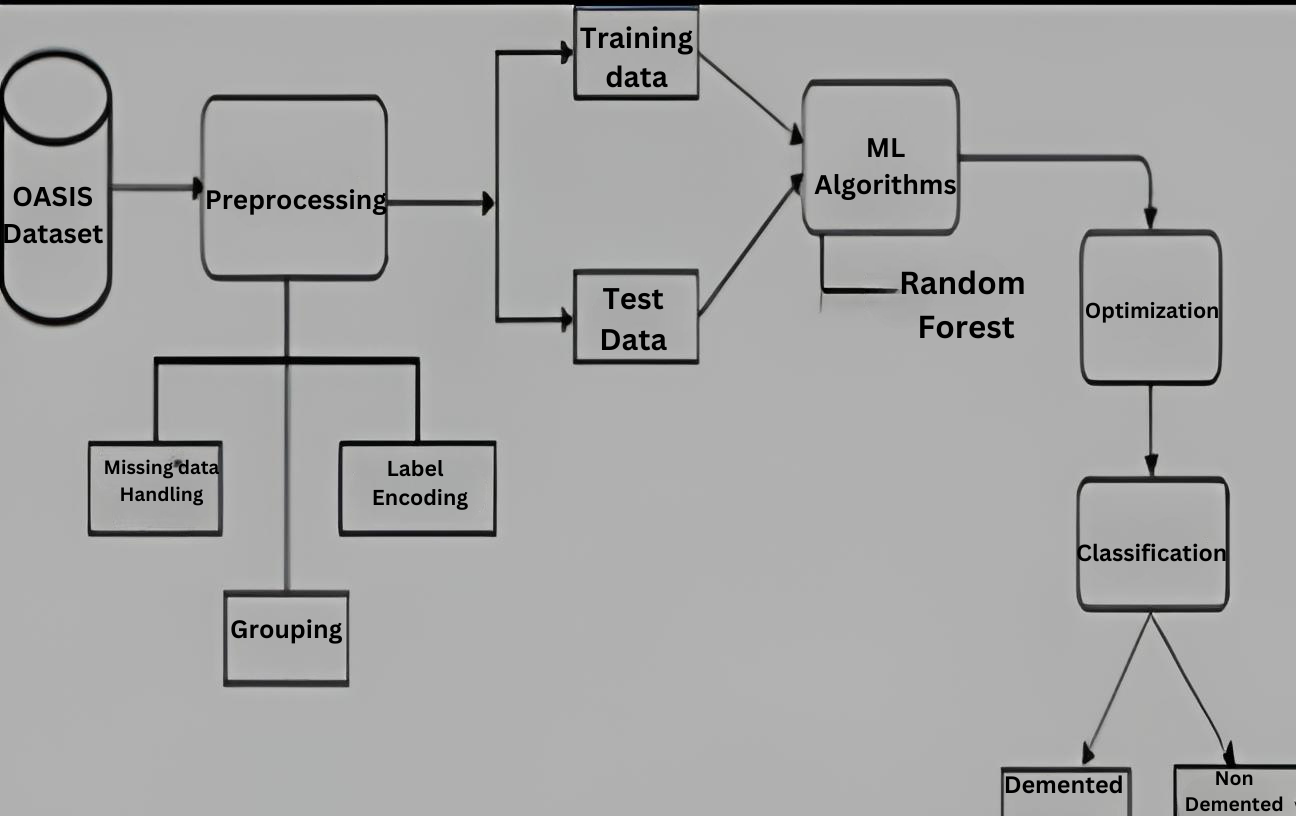 Training
data
ML
Algorithms
OASIS
Dataset
Preprocessing
Test
Data
Random
Forest
Optimization
Missing data
Handling
Label
Encoding
Classification
Grouping
Demented
Non
Demented